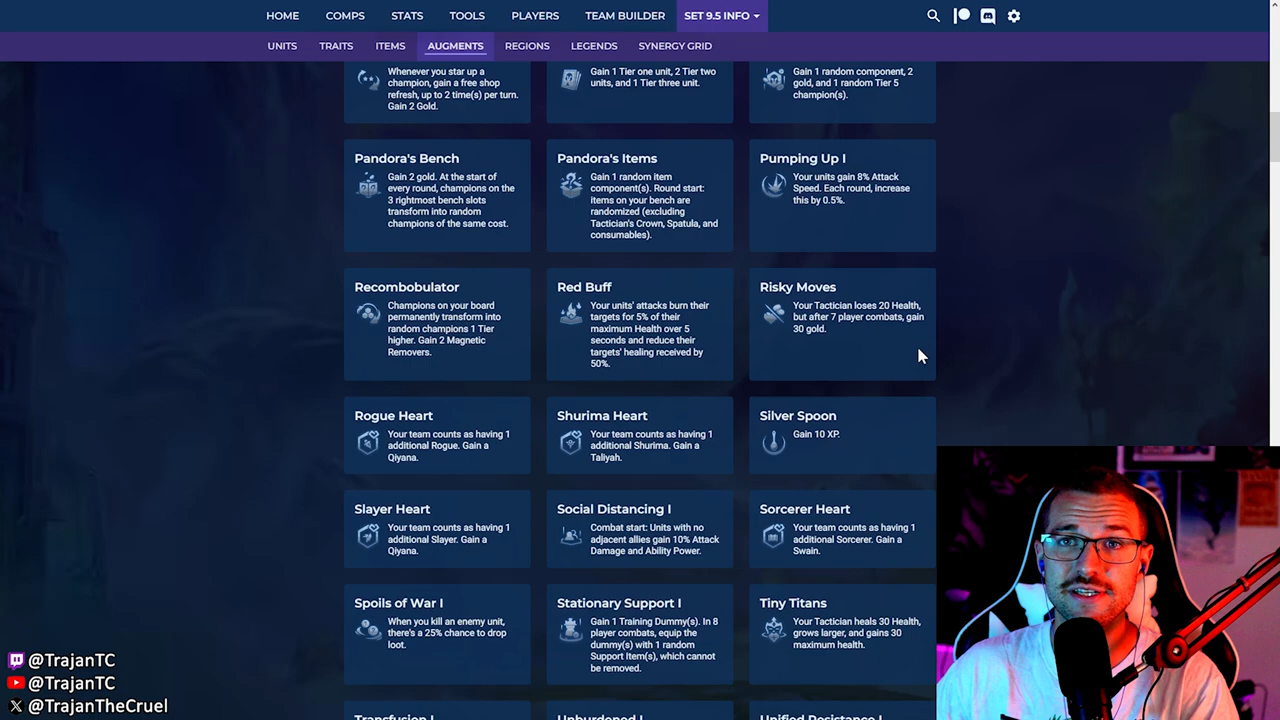 HOME COMPS STATS TOOLS PLAYERS TEAM BUILDER SET 9.5 INFO
UNITS TRAITS ITEMS AUGMENTS REGIONS LEGENDS SYNERGY GRID
Whenever you star up a
champion, gain a free shop
refresh, up to 2 time(s) per turn.
Gain 2 Gold.
Gain 1 Tier one unit, 2 Tier two
units, and 1 Tier three unit.
Gain 1 random component, 2
gold, and 1 random Tier 5
champion(s).
Pandora's Bench
Gain 2 gold. At the start of
every round, champions on the
3 rightmost bench slots
transform into random
champions of the same cost.
Pandora's Items
Gain 1 random item
component(s). Round start:
items on your bench are
randomized (excluding
Tactician's Crown, Spatula, and
consumables).
Pumping Up I
Your units gain 8% Attack
Speed. Each round, increase
this by 0.5%.
Recombobulator
Champions on your board
permanently transform into
random champions 1 Tier
higher. Gain 2 Magnetic
Removers.
Red Buff
Your units' attacks burn their
targets for 5% of their
maximum Health over 5
seconds and reduce their
targets' healing received by
50%.
Risky Moves
Your Tactician loses 20 Health,
but after 7 player combats, gain
30 gold.
Rogue Heart
Your team counts as having 1
additional Rogue. Gain a
Qiyana.
Shurima Heart
Your team counts as having 1
additional Shurima. Gain a
Taliyah.
Silver Spoon
Gain 10 XP.
Slayer Heart
Your team counts as having 1
additional Slayer. Gain a
Qiyana.
Social Distancing I
Combat start: Units with no
adjacent allies gain 10% Attack
Damage and Ability Power.
Sorcerer Heart
Your team counts as having 1
additional Sorcerer. Gain a
Swain.
Spoils of War I
When you kill an enemy unit,
there's a 25% chance to drop
loot.
Stationary Support I
Gain 1 Training Dummy(s). In 8
player combats, equip the
dummy(s) with 1 random
Support Item(s), which cannot
be removed.
Tiny Titans
Your Tactician heals 30 Health,
grows larger, and gains 30
maximum health.
Transfusion I
Unburdened I
Unified Resistance I
@TrajanTC
@TrajanTC
@TrajanTheCruel